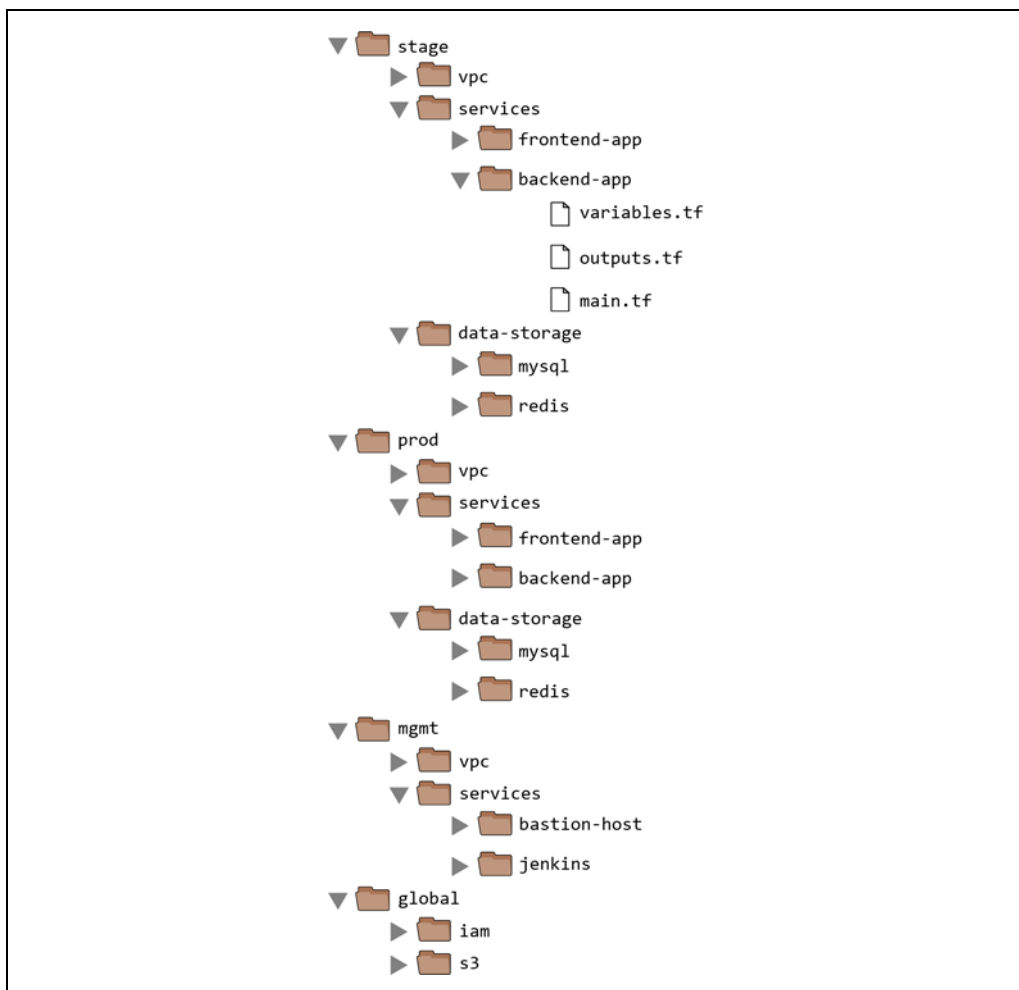 stage
vpc
services
frontend-app
backend-app
variables.tf
outputs.tf
main.tf
data-storage
mysql
redis
prod
vpc
services
frontend-app
backend-app
data-storage
mysql
redis
mgmt
vpc
services
bastion-host
jenkins
global
iam
s3